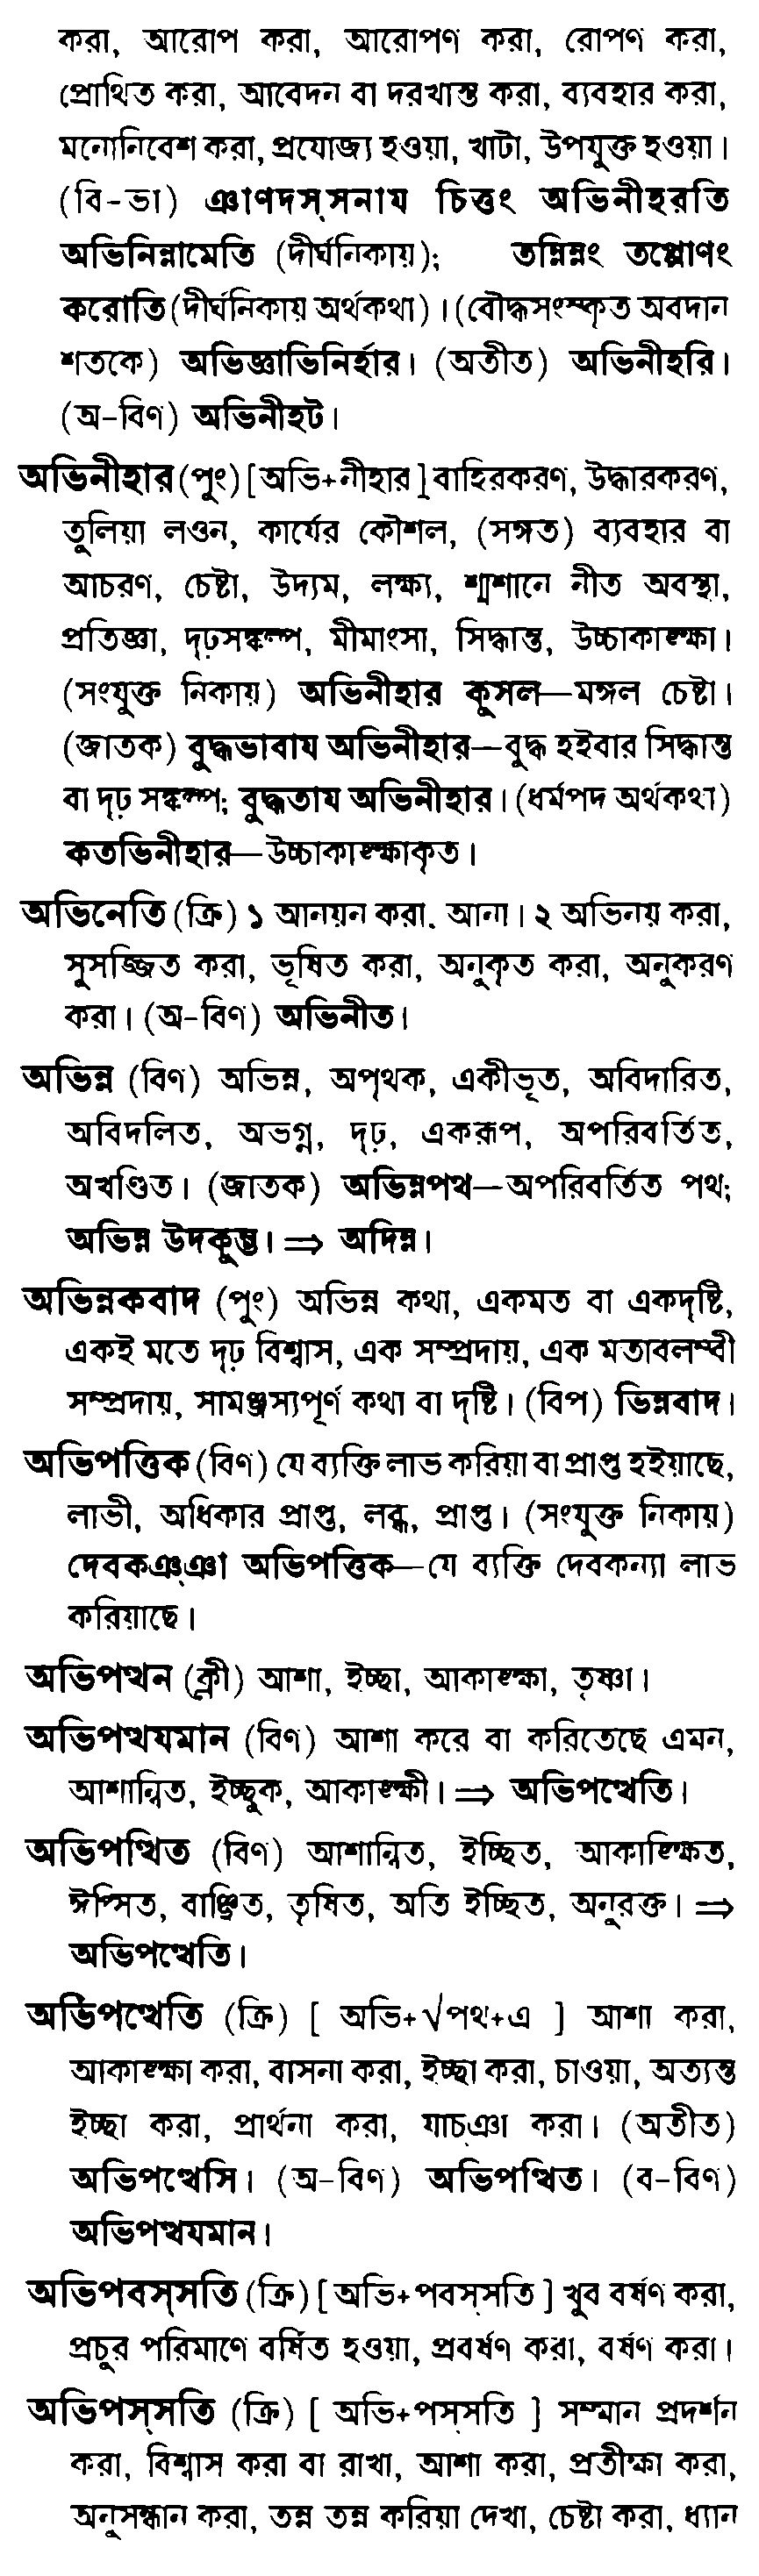 করা, আরোপ করা, আরোপণ করা, রোপণ করা,
প্রোথিত করা, আবেদন বা দরখাস্ত করা, ব্যবহার করা,
মনোনিবেশ করা, প্রযোজ্য হওয়া, খাটা, উপযুক্ত হওয়া।
(বি-ভা) ঞাণদস্সনায চিত্তং অভিনীহরতি
অভিনিন্নামেতি (দীর্ঘনিকায়); তন্নিন্নং তপ্পোণং
করোতি (দীর্ঘনিকায় অর্থকথা)। (বৌদ্ধসংস্কৃত অবদান
শতকে) অভিজ্ঞাভিনির্হার। (অতীত) অভিনীহরি।
(অ-বিণ) অভিনীহট।
অভিনীহার (পুং) [অভি+নীহার] বাহিরকরণ, উদ্ধারকরণ,
তুলিয়া লওন, কার্যের কৌশল, (সঙ্গত) ব্যবহার বা
আচরণ, চেষ্টা, উদ্যম, লক্ষ্য, শ্মশানে নীত অবস্থা,
প্রতিজ্ঞা, দৃঢ়সঙ্কল্প, মীমাংসা, সিদ্ধান্ত, উচ্চাকাঙ্ক্ষা।
(সংযুক্ত নিকায়) অভিনীহার কুসল—মঙ্গল চেষ্টা।
(জাতক) বুদ্ধভাবায অভিনীহার—বুদ্ধ হইবার সিদ্ধান্ত
বা দৃঢ় সঙ্কল্প; বুদ্ধতায অভিনীহার। (ধর্মপদ অর্থকথা)
কতভিনীহার—উচ্চাকাঙ্ক্ষাকৃত।
অভিনেতি (ক্রি) ১ আনয়ন করা. আনা। ২ অভিনয় করা,
সুসজ্জিত করা, ভূষিত করা, অনুকৃত করা, অনুকরণ
করা। (অ-বিণ) অভিনীত।
অভিন্ন (বিণ) অভিন্ন, অপৃথক, একীভূত, অবিদারিত,
অবিদলিত, অভগ্ন, দৃঢ়, একরূপ, অপরিবর্তিত,
অখণ্ডিত। (জাতক) অভিন্নপথ—অপরিবর্তিত পথ;
অভিন্ন উদকুম্ভ। ⇒ অদিন্ন।
অভিন্নকবাদ (পুং) অভিন্ন কথা, একমত বা একদৃষ্টি,
একই মতে দৃঢ় বিশ্বাস, এক সম্প্রদায়, এক মতাবলম্বী
সম্প্রদায়, সামঞ্জস্যপূর্ণ কথা বা দৃষ্টি। (বিপ) ভিন্নবাদ।
অভিপত্তিক (বিণ) যে ব্যক্তি লাভ করিয়া বা প্রাপ্ত হইয়াছে,
লাভী, অধিকার প্রাপ্ত, লব্ধ, প্রাপ্ত। (সংযুক্ত নিকায়)
দেবকঞ্ঞা অভিপত্তিক—যে ব্যক্তি দেবকন্যা লাভ
করিয়াছে।
অভিপত্থন (ক্লী) আশা, ইচ্ছা, আকাঙ্ক্ষা, তৃষ্ণা।
অভিপত্থযমান (বিণ) আশা করে বা করিতেছে এমন,
আশান্বিত, ইচ্ছুক, আকাঙ্ক্ষী। ⇒ অভিপত্থেতি।
অভিপত্থিত (বিণ) আশান্বিত, ইচ্ছিত, আকাঙ্ক্ষিত,
ঈপ্সিত, বাঞ্ছিত, তৃষিত, অতি ইচ্ছিত, অনুরক্ত। ⇒
অভিপত্থেতি।
অভিপত্থেতি (ক্রি) [ অভি+√পথ+এ ] আশা করা,
আকাঙ্ক্ষা করা, বাসনা করা, ইচ্ছা করা, চাওয়া, অত্যন্ত
ইচ্ছা করা, প্রার্থনা করা, যাচ্ঞা করা। (অতীত)
অভিপত্থেসি। (অ-বিণ) অভিপত্থিত। (ব-বিণ)
অভিপত্থযমান।
অভিপবস্সতি (ক্রি) [ অভি+পবস্সতি ] খুব বর্ষণ করা,
প্রচুর পরিমাণে বর্ষিত হওয়া, প্রবর্ষণ করা, বর্ষণ করা।
অভিপস্সতি (ক্রি) [ অভি+পস্সতি ] সম্মান প্রদর্শন
করা, বিশ্বাস করা বা রাখা, আশা করা, প্রতীক্ষা করা,
অনুসন্ধান করা, তন্ন তন্ন করিয়া দেখা, চেষ্টা করা, ধ্যান